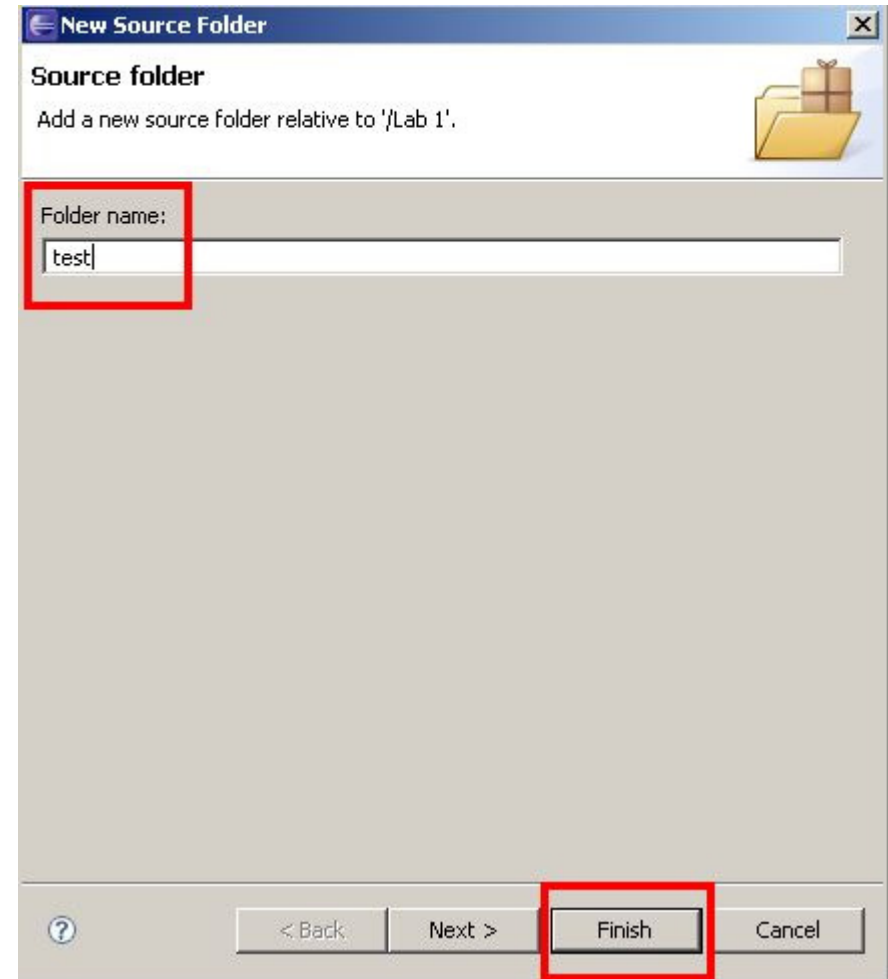 New Source Folder
Source folder
Add a new source folder relative to '/Lab 1'.
Folder name:
test
? < Back Next > Finish Cancel